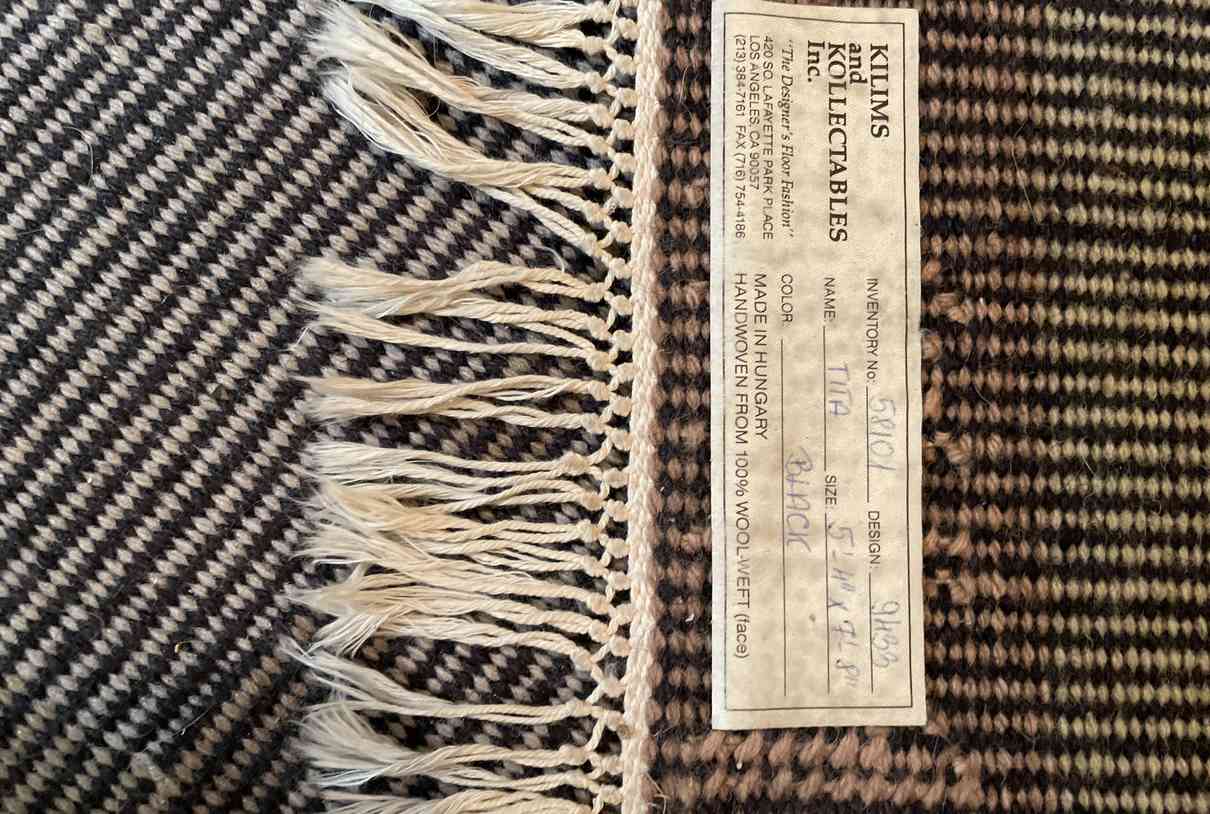 KILIMS
and
KOLLECTABLES
Inc.
"The Designer's Floor Fashion"
420 SO. LAFAYETTE PARK PLACE
LOS ANGELES, CA 90057
(213) 384-7161 FAX (716) 754-4186
INVENTORY No: 58101 DESIGN: 9433
NAME: TITA SIZE: 5'-4" x 7'-8"
COLOR BLACK
MADE IN HUNGARY
HANDWOVEN FROM 100% WOOL-WEFT (face)